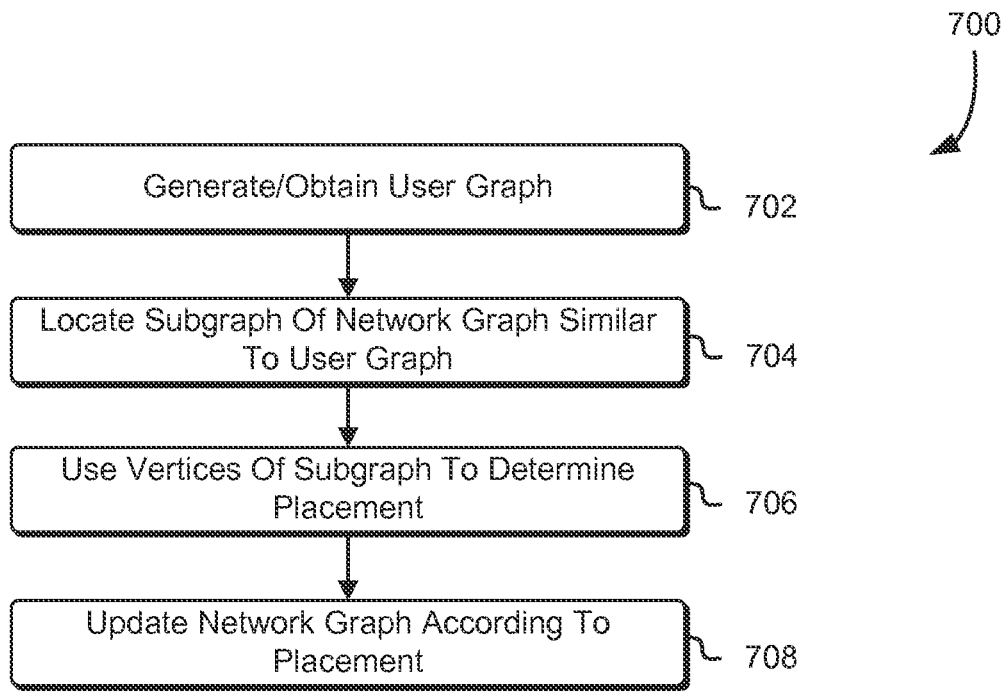 700
Generate/Obtain User Graph
702
Locate Subgraph Of Network Graph Similar
To User Graph
704
Use Vertices Of Subgraph To Determine
Placement
706
Update Network Graph According To
Placement
708